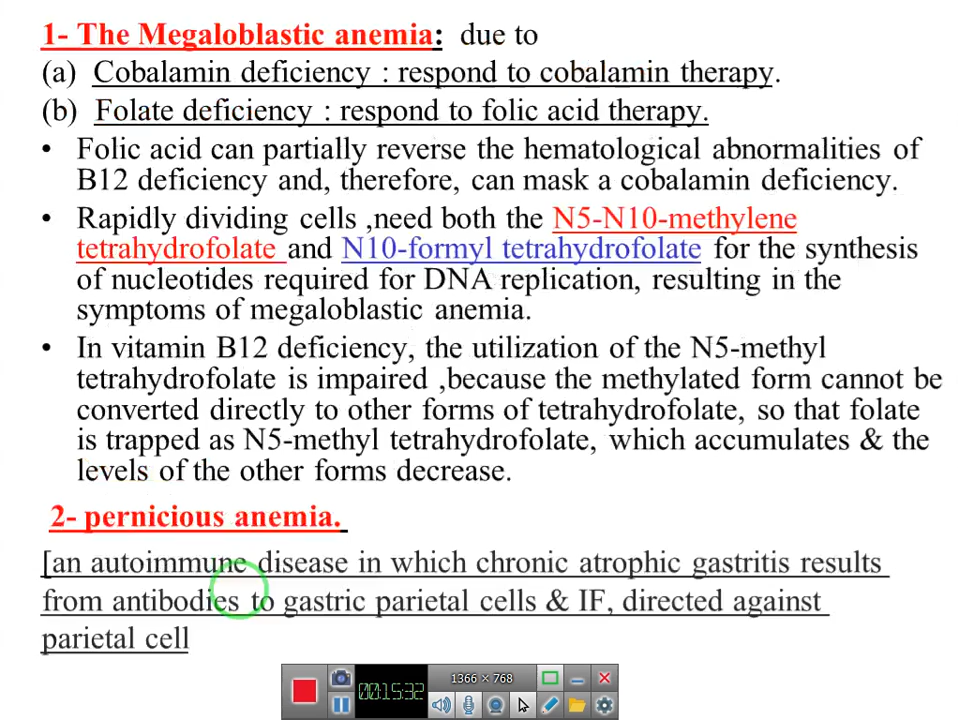 1- The Megaloblastic anemia: due to
(a) Cobalamin deficiency : respond to cobalamin therapy.
(b) Folate deficiency : respond to folic acid therapy.
• Folic acid can partially reverse the hematological abnormalities of
B12 deficiency and, therefore, can mask a cobalamin deficiency.
• Rapidly dividing cells ,need both the N5-N10-methylene
tetrahydrofolate and N10-formyl tetrahydrofolate for the synthesis
of nucleotides required for DNA replication, resulting in the
symptoms of megaloblastic anemia.
• In vitamin B12 deficiency, the utilization of the N5-methyl
tetrahydrofolate is impaired ,because the methylated form cannot be
converted directly to other forms of tetrahydrofolate, so that folate
is trapped as N5-methyl tetrahydrofolate, which accumulates & the
levels of the other forms decrease.
2- pernicious anemia.
[an autoimmune disease in which chronic atrophic gastritis results
from antibodies to gastric parietal cells & IF, directed against
parietal cell
1366 × 768
00:15:32